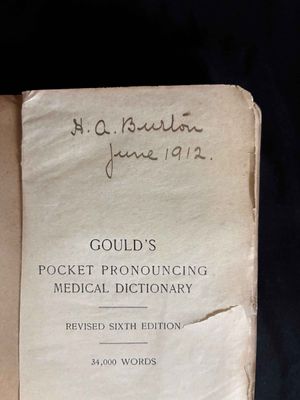 H. A. Burton
June 1912.
GOULD'S
POCKET PRONOUNCING
MEDICAL DICTIONARY
REVISED SIXTH EDITION
34,000 WORDS